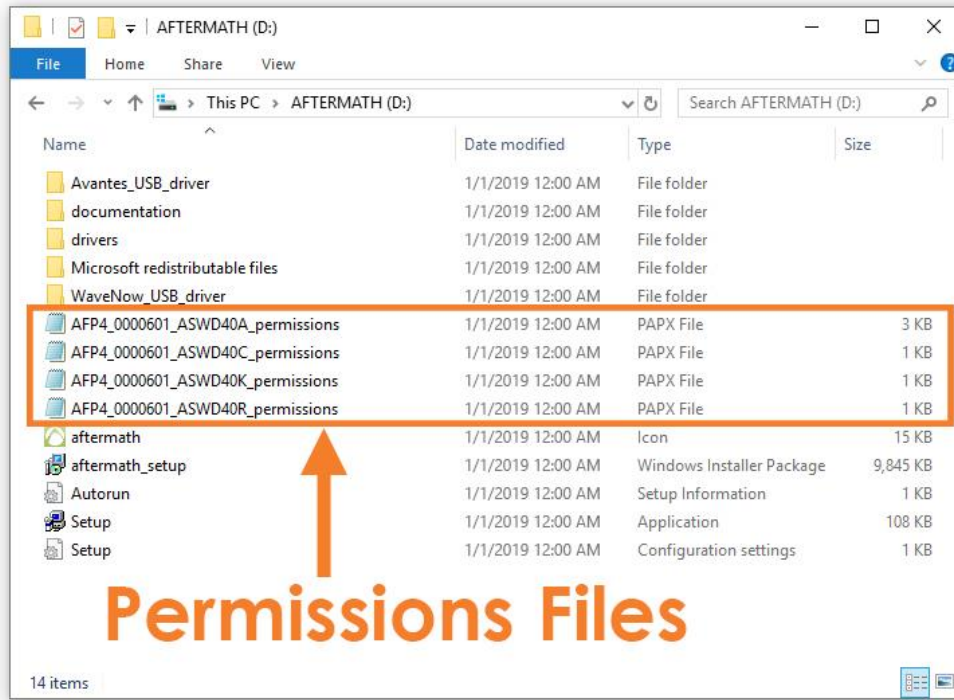 AFTERMATH (D:)
File Home Share View
This PC > AFTERMATH (D:) Search AFTERMATH (D:)
Name Date modified Type Size
Avantes_USB_driver 1/1/2019 12:00 AM File folder
documentation 1/1/2019 12:00 AM File folder
drivers 1/1/2019 12:00 AM File folder
Microsoft redistributable files 1/1/2019 12:00 AM File folder
WaveNow_USB_driver 1/1/2019 12:00 AM File folder
AFP4_0000601_ASWD40A_permissions 1/1/2019 12:00 AM PAPX File 3 KB
AFP4_0000601_ASWD40C_permissions 1/1/2019 12:00 AM PAPX File 1 KB
AFP4_0000601_ASWD40K_permissions 1/1/2019 12:00 AM PAPX File 1 KB
AFP4_0000601_ASWD40R_permissions 1/1/2019 12:00 AM PAPX File 1 KB
aftermath 1/1/2019 12:00 AM Icon 15 KB
aftermath_setup 1/1/2019 12:00 AM Windows Installer Package 9,845 KB
Autorun 1/1/2019 12:00 AM Setup Information 1 KB
Setup 1/1/2019 12:00 AM Application 108 KB
Setup 1/1/2019 12:00 AM Configuration settings 1 KB
Permissions Files
14 items